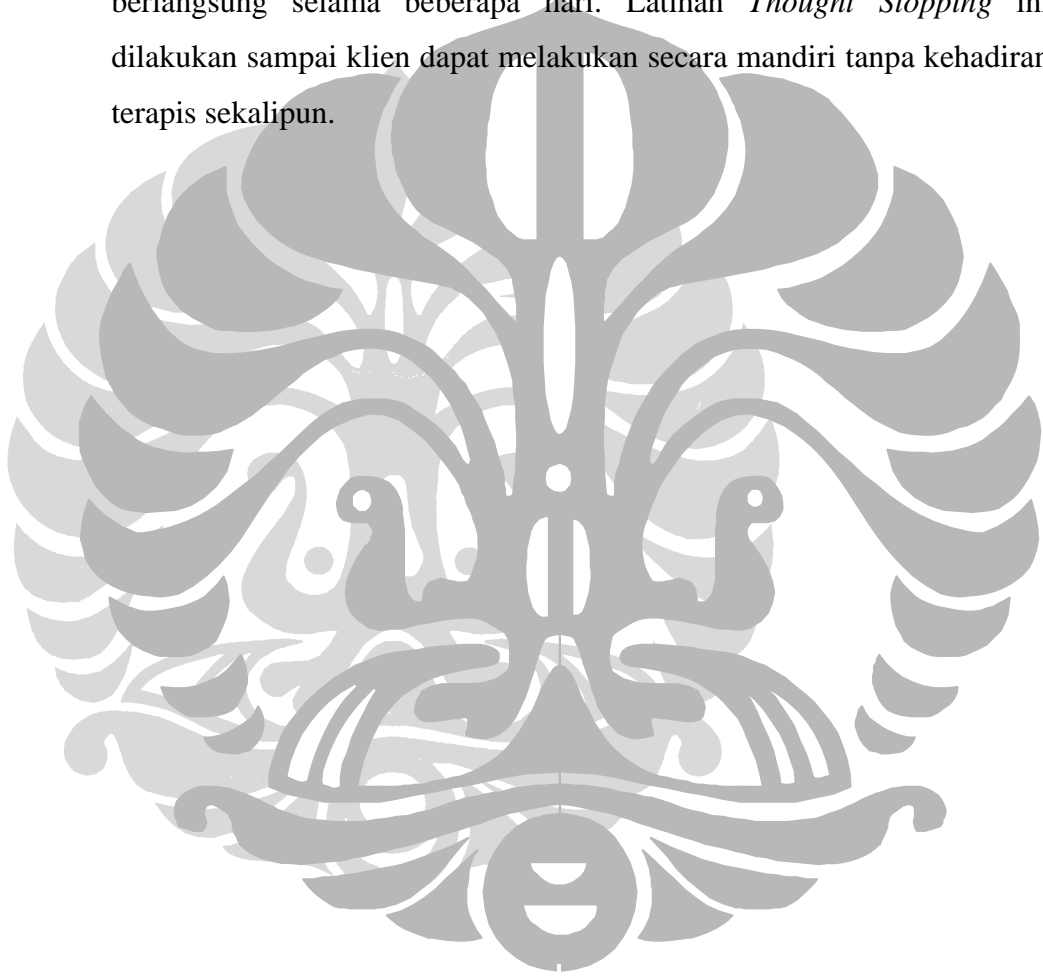 berlangsung selama beberapa hari. Latihan Thought Stopping ini
dilakukan sampai klien dapat melakukan secara mandiri tanpa kehadiran
terapis sekalipun.